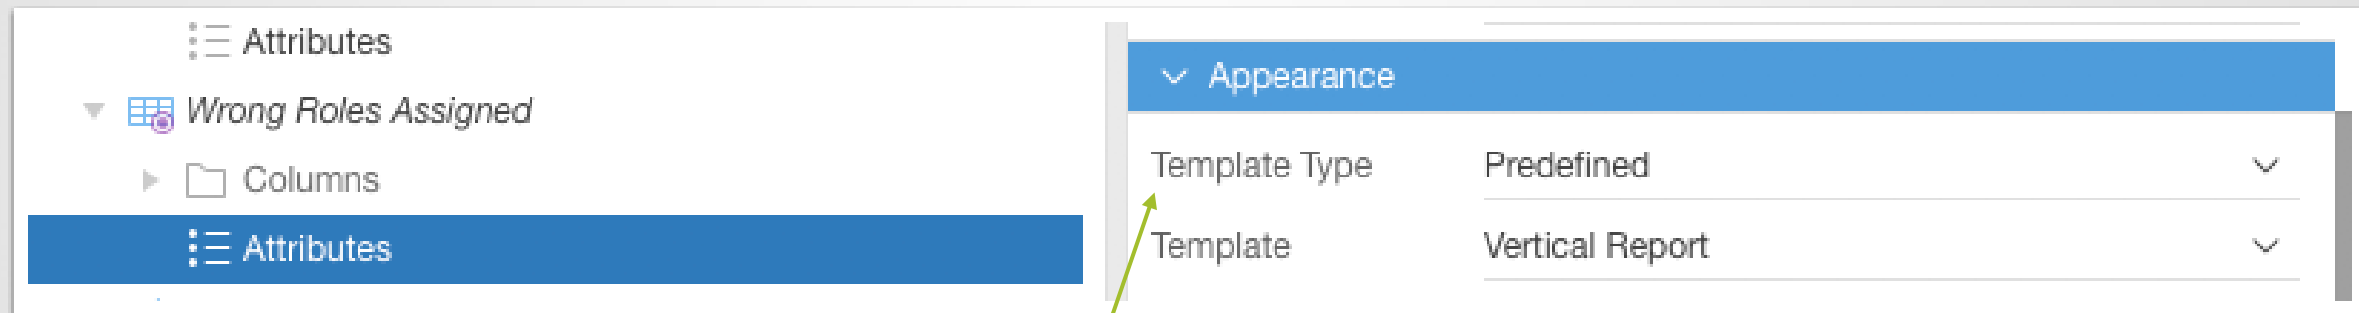 Attributes
Wrong Roles Assigned
Columns
Attributes
Appearance
Template Type Predefined
Template Vertical Report